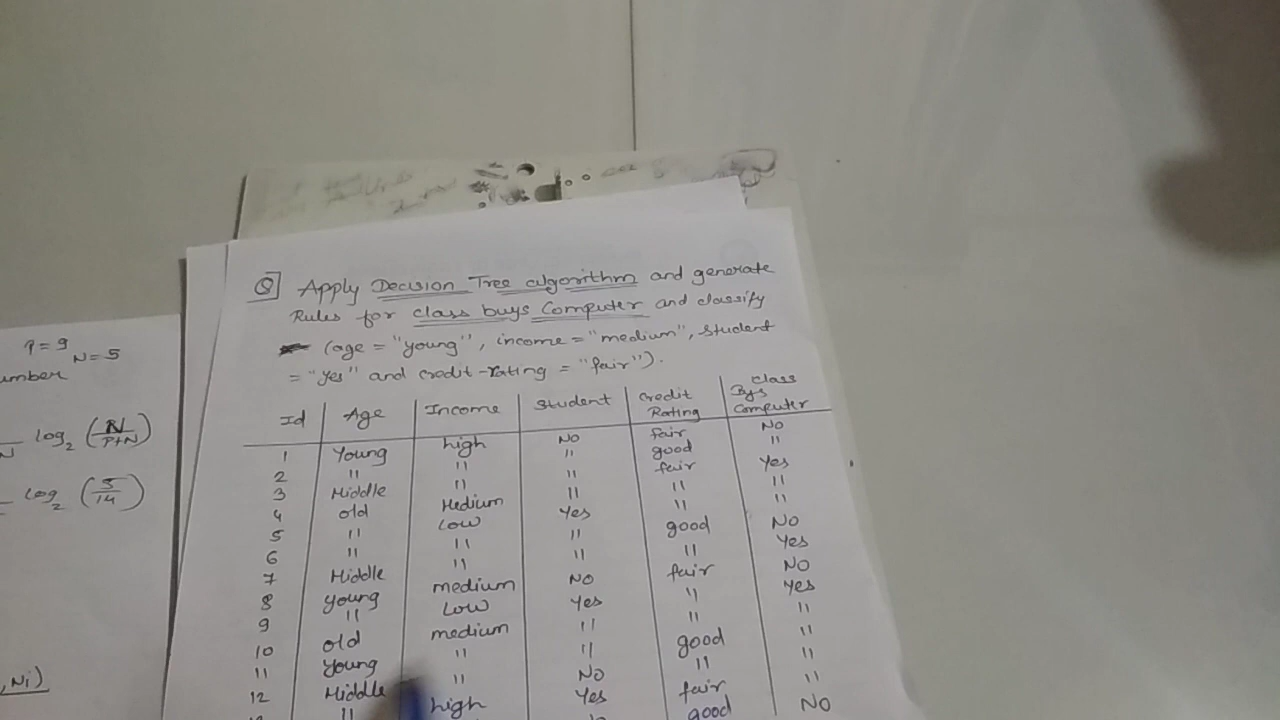 P=9
N=5
umber
log2 (N/P+N)
N
log2 (5/14)
,Ni)
Q Apply Decision Tree algorithm and generate
Rules for class buys Computer and classify
(age = "young", income = "medium", student
= "yes" and credit-rating = "fair").
Id Age Income Student Credit Rating Class Buys Computer
1 Young high No fair No
2 " " " good "
3 Middle " " fair Yes
4 old Medium " " "
5 " Low Yes " "
6 " " " good No
7 Middle " " " Yes
8 young medium No fair No
9 " Low Yes " Yes
10 old medium " " "
11 Young " " good "
12 Middle " No " "
" high Yes fair "
good No